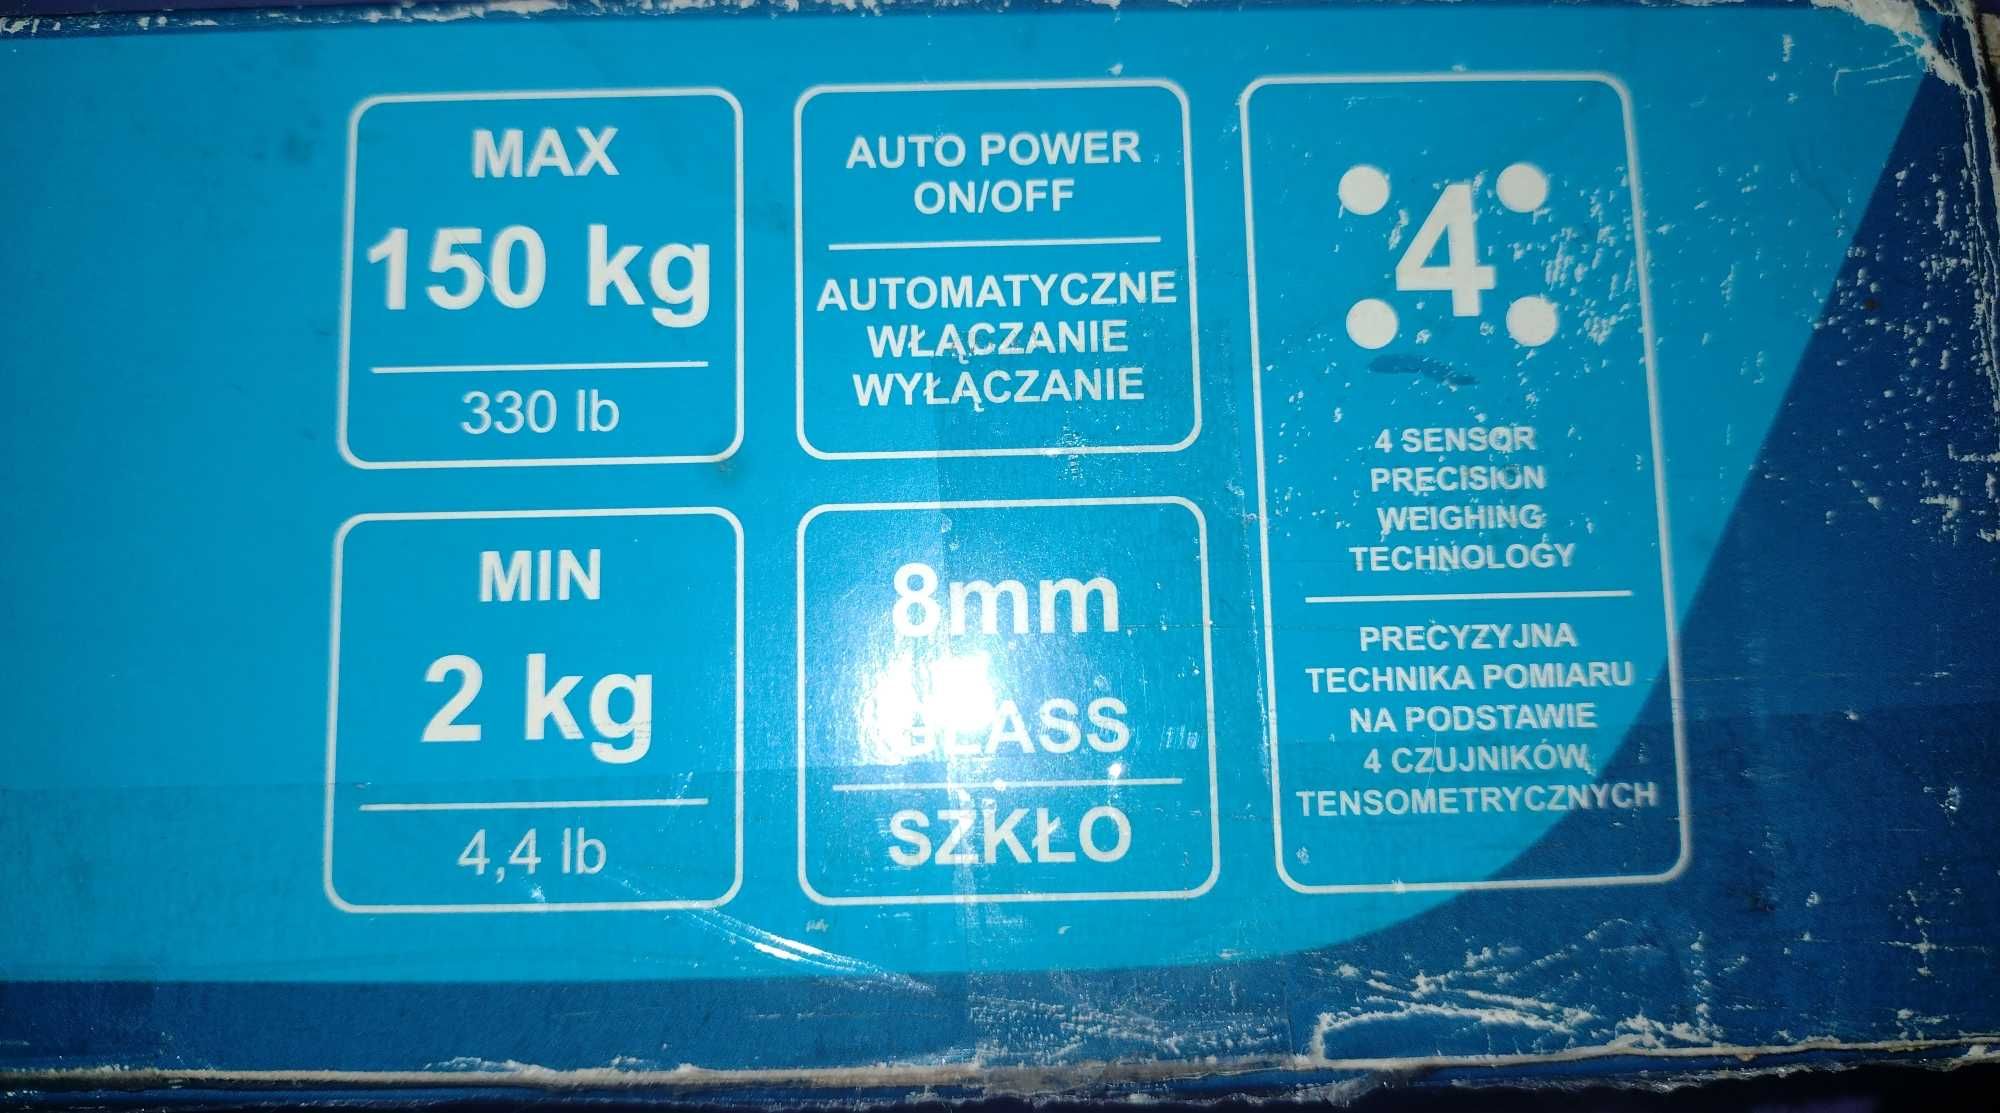 MAX
150 kg
330 lb
MIN
2 kg
4,4 lb
AUTO POWER
ON/OFF
AUTOMATYCZNE
WŁĄCZANIE
WYŁĄCZANIE
8mm
GLASS
SZKŁO
4
4 SENSOR
PRECISION
WEIGHING
TECHNOLOGY
PRECYZYJNA
TECHNIKA POMIARU
NA PODSTAWIE
4 CZUJNIKÓW
TENSOMETRYCZNYCH